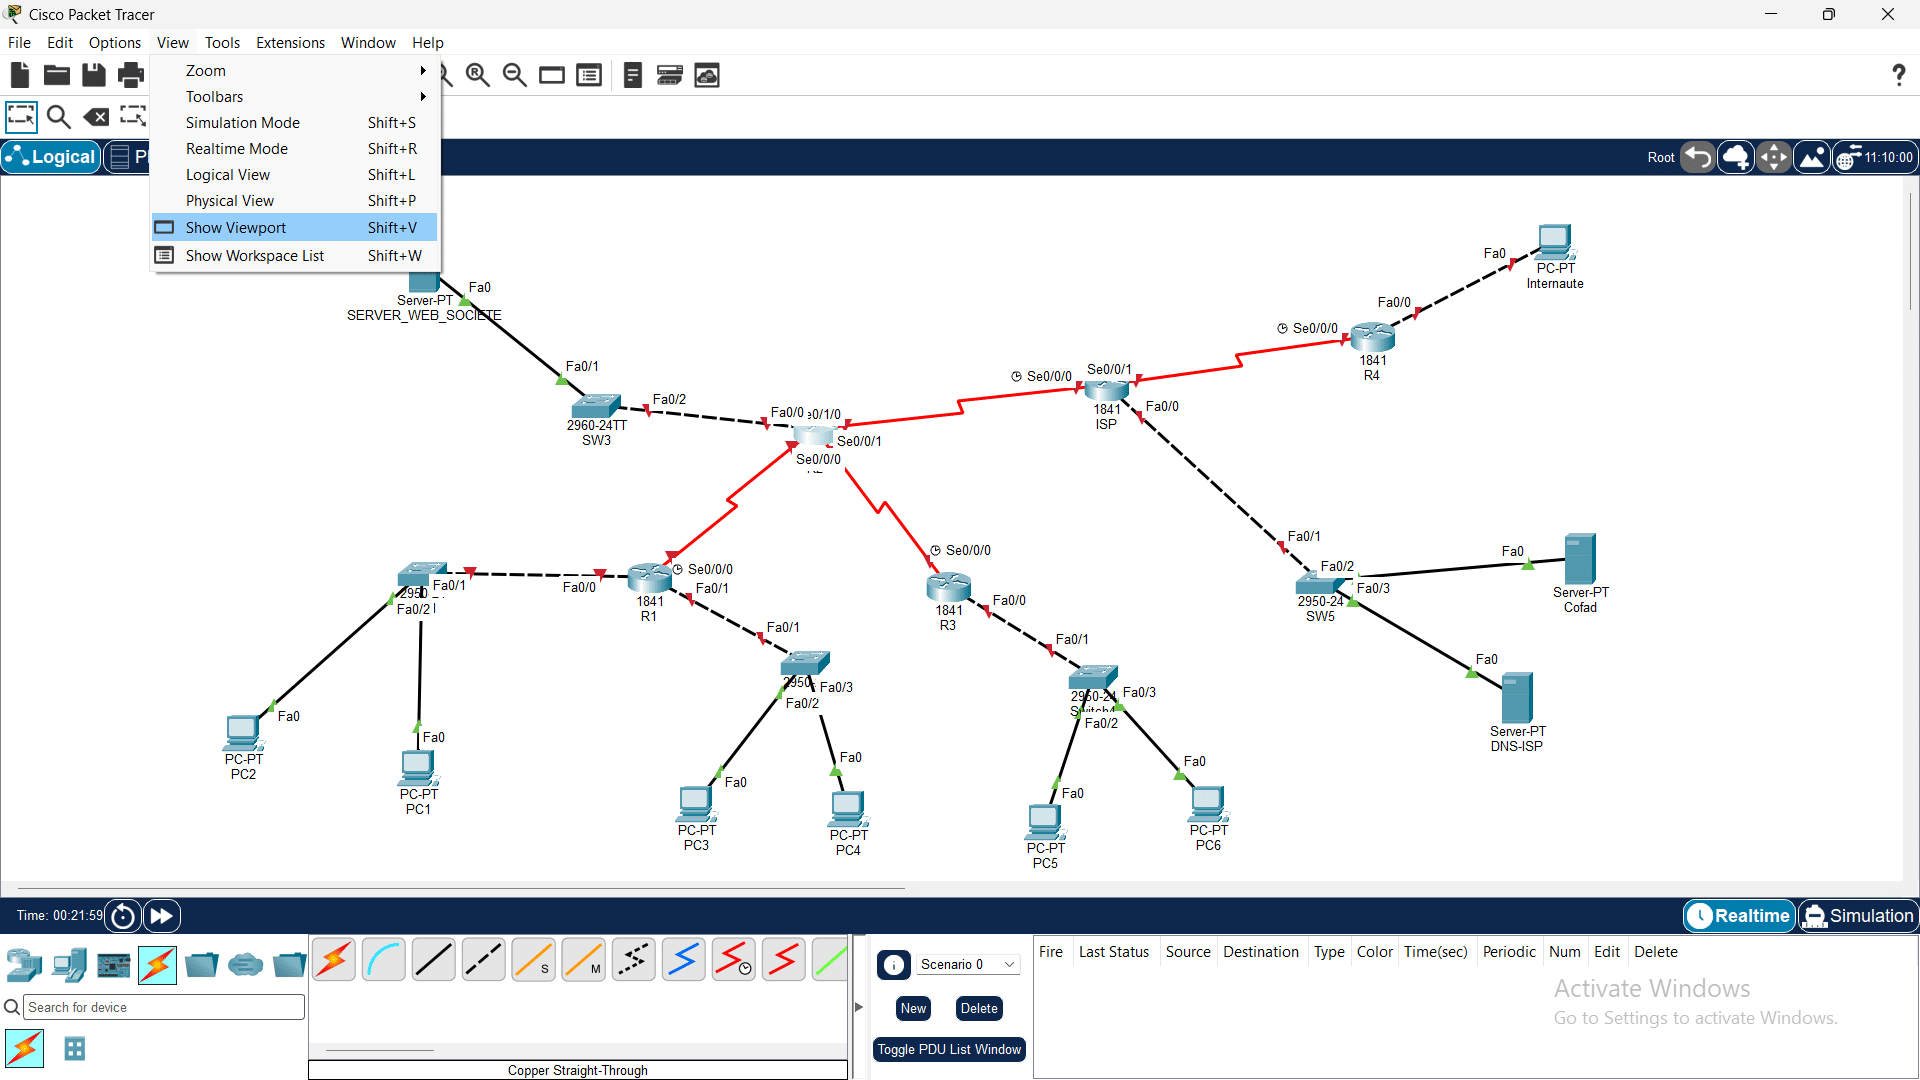 Cisco Packet Tracer
File Edit Options View Tools Extensions Window Help
Zoom
Toolbars
Simulation Mode Shift+S
Realtime Mode Shift+R
Logical View Shift+L
Physical View Shift+P
Show Viewport Shift+V
Show Workspace List Shift+W
Logical
Root
11:10:00
Fa0
Server-PT
SERVER_WEB_SOCIETE
Fa0/1
Fa0/2
2960-24TT
SW3
Fa0/0
Se0/0/1
Se0/0/0
Se0/0/0
Se0/0/1
1841
ISP
Fa0/0
Se0/0/0
Fa0/0
1841
R4
Fa0
PC-PT
Internaute
Fa0/1
Fa0/2
Fa0/3
2950-24
SW5
Fa0
Server-PT
Cofad
Fa0
Server-PT
DNS-ISP
Fa0/1
Fa0/2
Fa0/0
Se0/0/0
Fa0/1
1841
R1
Fa0/1
Fa0/3
Fa0/2
Se0/0/0
1841
R3
Fa0/0
Fa0/1
Fa0/3
2950-24
Switch4
Fa0/2
Fa0
PC-PT
PC2
Fa0
PC-PT
PC1
Fa0
PC-PT
PC3
Fa0
PC-PT
PC4
Fa0
PC-PT
PC5
Fa0
PC-PT
PC6
Time: 00:21:59
Realtime
Simulation
Search for device
S
M
Copper Straight-Through
Scenario 0
New
Delete
Toggle PDU List Window
Fire Last Status Source Destination Type Color Time(sec) Periodic Num Edit Delete
Activate Windows
Go to Settings to activate Windows.